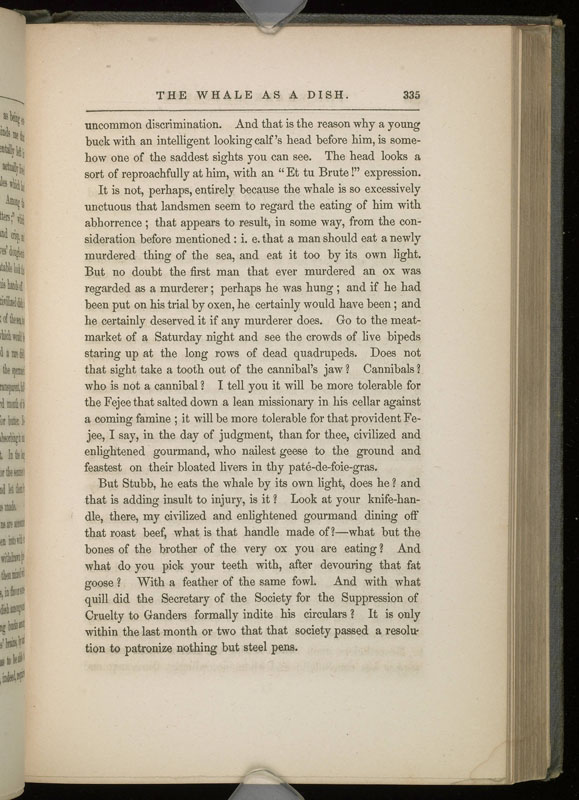 THE WHALE AS A DISH. 335
uncommon discrimination. And that is the reason why a young
buck with an intelligent looking calf's head before him, is some-
how one of the saddest sights you can see. The head looks a
sort of reproachfully at him, with an "Et tu Brute!" expression.
It is not, perhaps, entirely because the whale is so excessively
unctuous that landsmen seem to regard the eating of him with
abhorrence; that appears to result, in some way, from the con-
sideration before mentioned: i. e. that a man should eat a newly
murdered thing of the sea, and eat it too by its own light.
But no doubt the first man that ever murdered an ox was
regarded as a murderer; perhaps he was hung; and if he had
been put on his trial by oxen, he certainly would have been; and
he certainly deserved it if any murderer does. Go to the meat-
market of a Saturday night and see the crowds of live bipeds
staring up at the long rows of dead quadrupeds. Does not
that sight take a tooth out of the cannibal's jaw? Cannibals?
who is not a cannibal? I tell you it will be more tolerable for
the Fejee that salted down a lean missionary in his cellar against
a coming famine; it will be more tolerable for that provident Fe-
jee, I say, in the day of judgment, than for thee, civilized and
enlightened gourmand, who nailest geese to the ground and
feastest on their bloated livers in thy paté-de-foie-gras.
But Stubb, he eats the whale by its own light, does he? and
that is adding insult to injury, is it? Look at your knife-han-
dle, there, my civilized and enlightened gourmand dining off
that roast beef, what is that handle made of?—what but the
bones of the brother of the very ox you are eating? And
what do you pick your teeth with, after devouring that fat
goose? With a feather of the same fowl. And with what
quill did the Secretary of the Society for the Suppression of
Cruelty to Ganders formally indite his circulars? It is only
within the last month or two that that society passed a resolu-
tion to patronize nothing but steel pens.